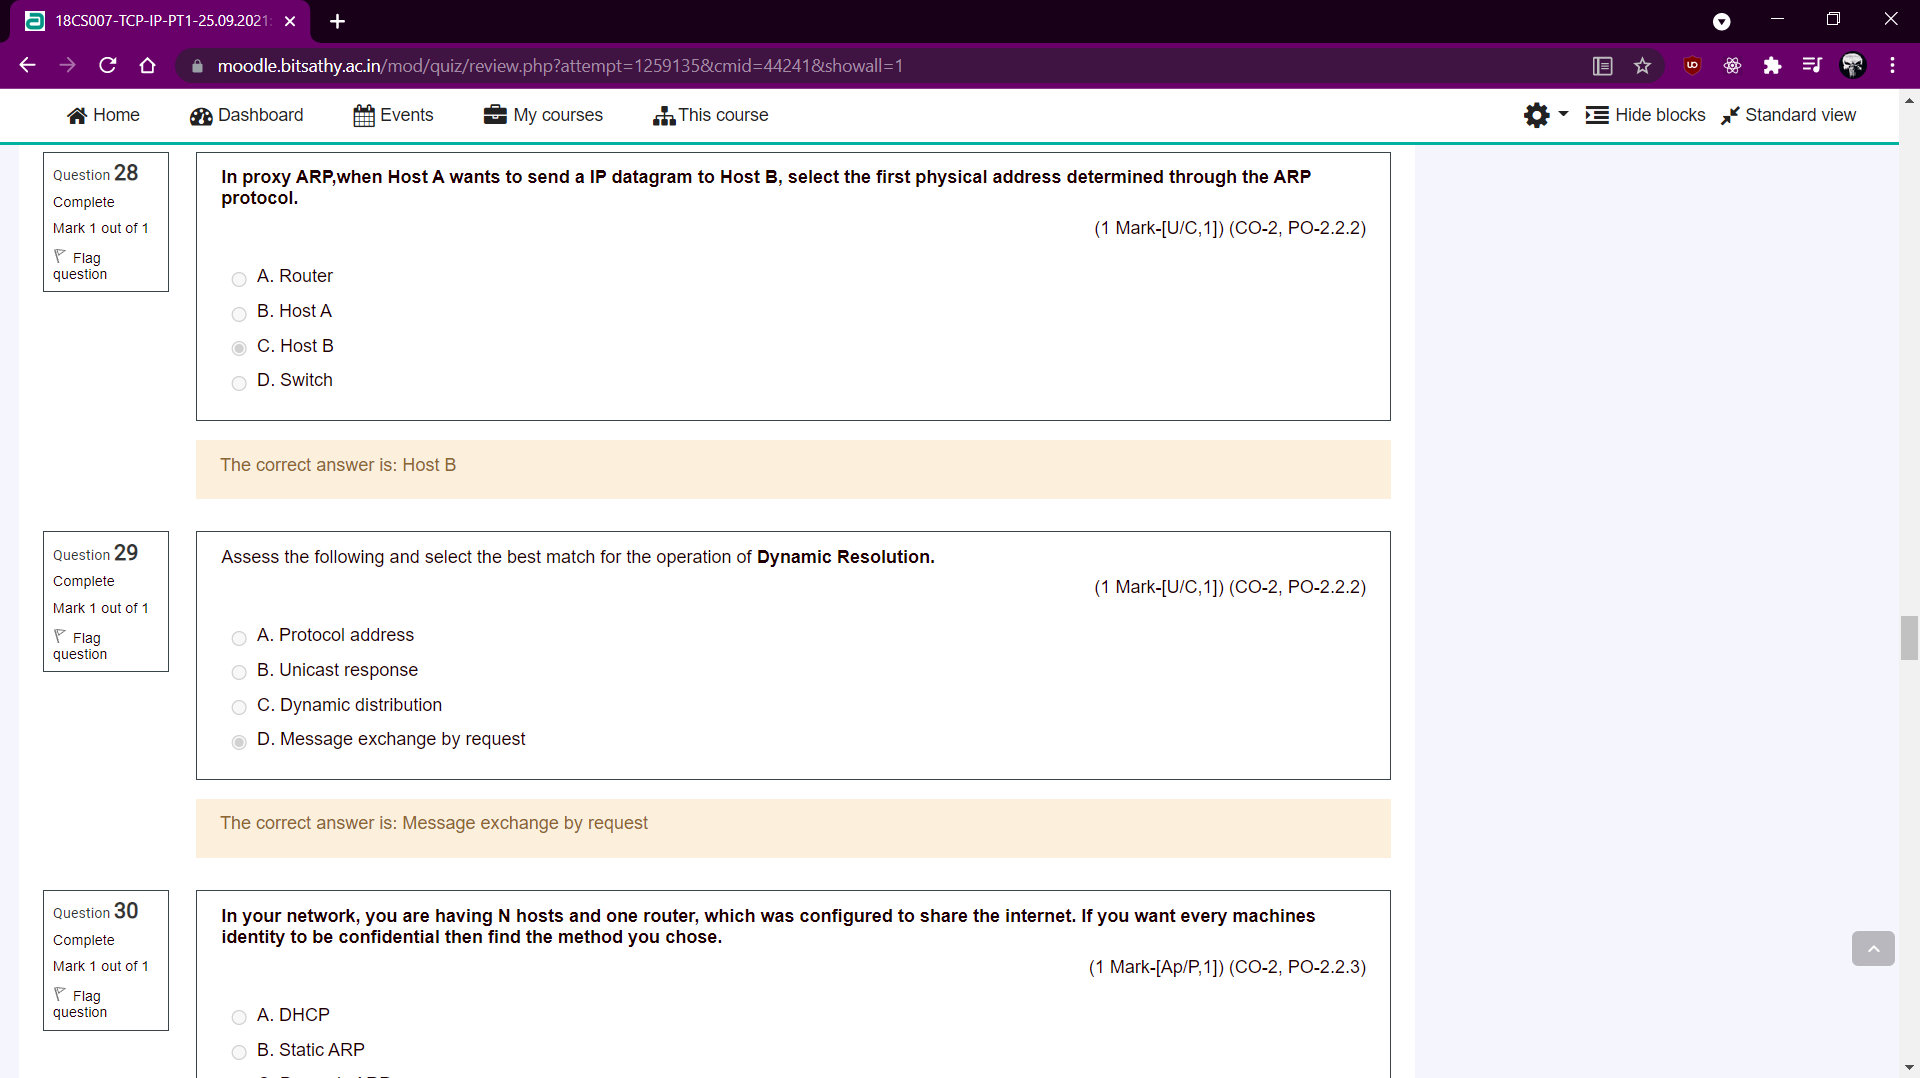 18CS007-TCP-IP-PT1-25.09.2021
moodle.bitsathy.ac.in/mod/quiz/review.php?attempt=1259135&cmid=44241&showall=1
Home Dashboard Events My courses This course Hide blocks Standard view
Question 28
Complete
Mark 1 out of 1
Flag
question
In proxy ARP,when Host A wants to send a IP datagram to Host B, select the first physical address determined through the ARP
protocol.
(1 Mark-[U/C,1]) (CO-2, PO-2.2.2)
A. Router
B. Host A
C. Host B
D. Switch
The correct answer is: Host B
Question 29
Complete
Mark 1 out of 1
Flag
question
Assess the following and select the best match for the operation of Dynamic Resolution.
(1 Mark-[U/C,1]) (CO-2, PO-2.2.2)
A. Protocol address
B. Unicast response
C. Dynamic distribution
D. Message exchange by request
The correct answer is: Message exchange by request
Question 30
Complete
Mark 1 out of 1
Flag
question
In your network, you are having N hosts and one router, which was configured to share the internet. If you want every machines
identity to be confidential then find the method you chose.
(1 Mark-[Ap/P,1]) (CO-2, PO-2.2.3)
A. DHCP
B. Static ARP